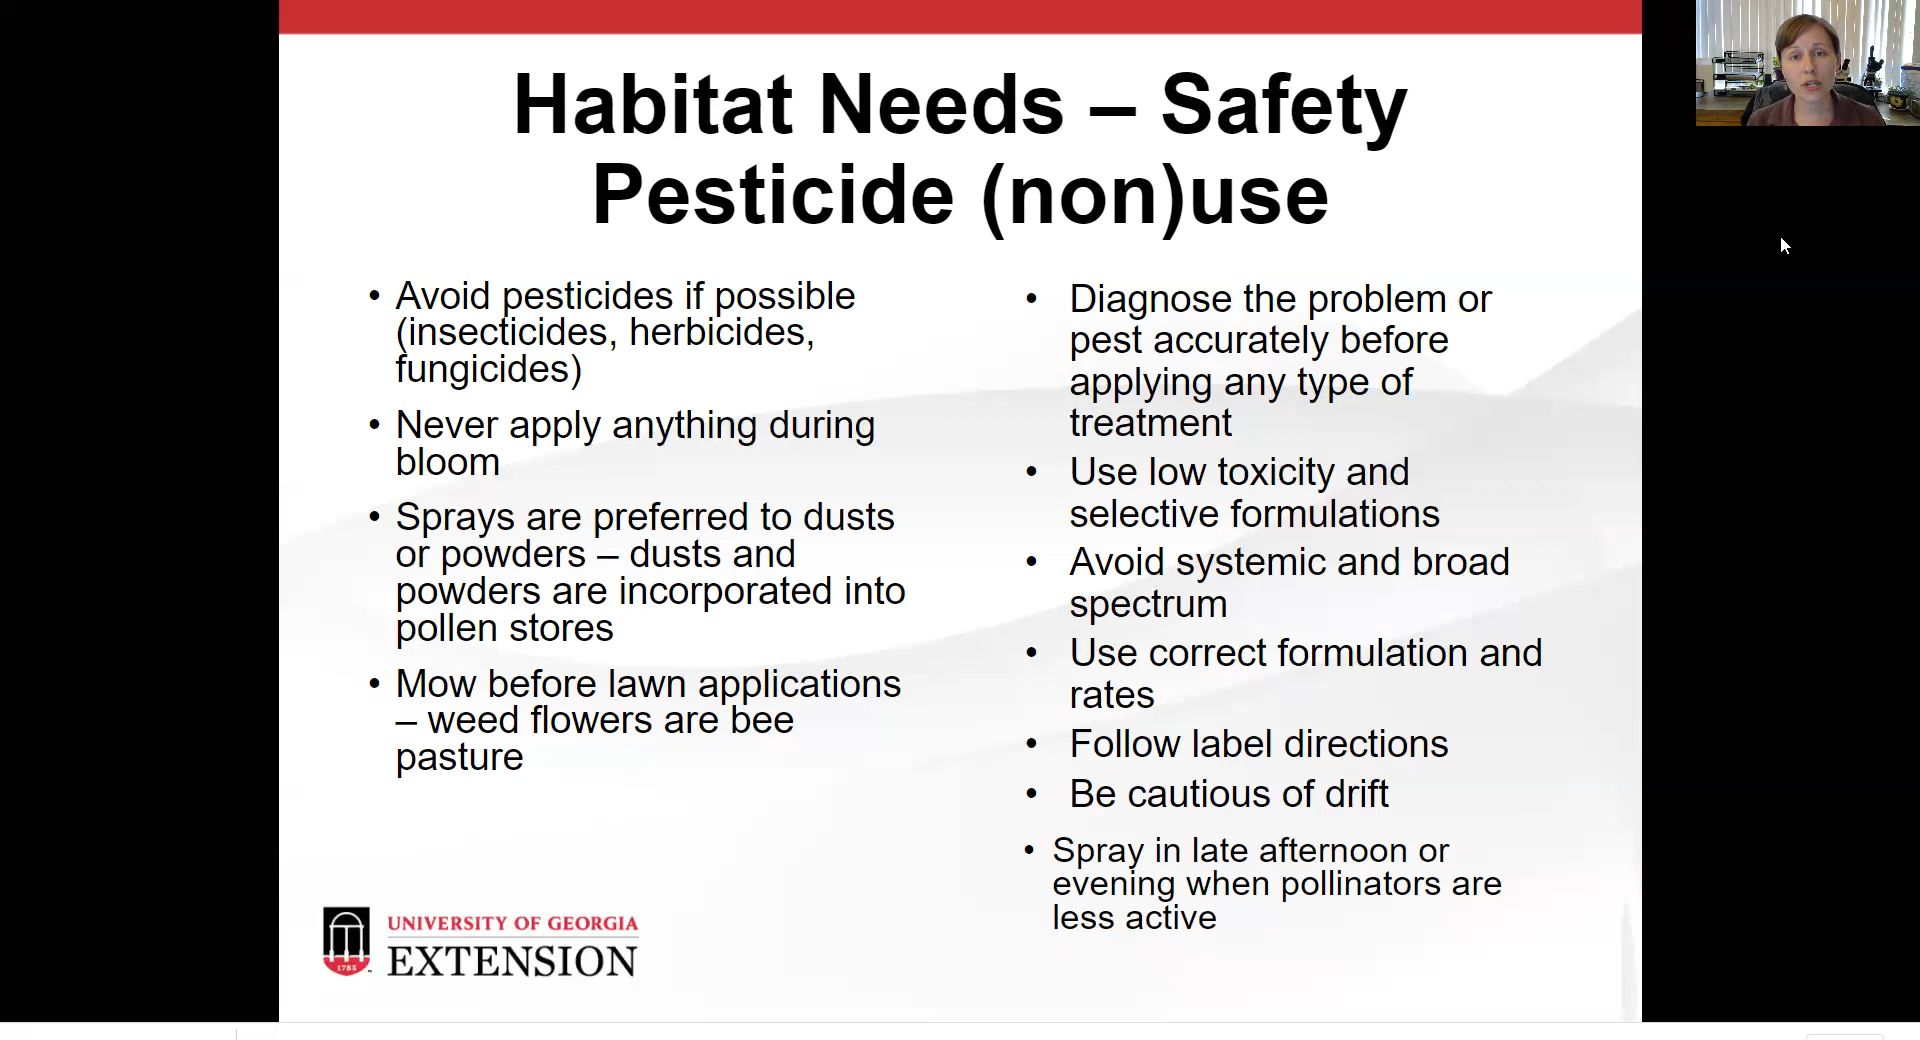 Habitat Needs – Safety
Pesticide (non)use
• Avoid pesticides if possible
(insecticides, herbicides,
fungicides)
• Never apply anything during
bloom
• Sprays are preferred to dusts
or powders – dusts and
powders are incorporated into
pollen stores
• Mow before lawn applications
– weed flowers are bee
pasture
• Diagnose the problem or
pest accurately before
applying any type of
treatment
• Use low toxicity and
selective formulations
• Avoid systemic and broad
spectrum
• Use correct formulation and
rates
• Follow label directions
• Be cautious of drift
• Spray in late afternoon or
evening when pollinators are
less active
1785
UNIVERSITY OF GEORGIA
EXTENSION